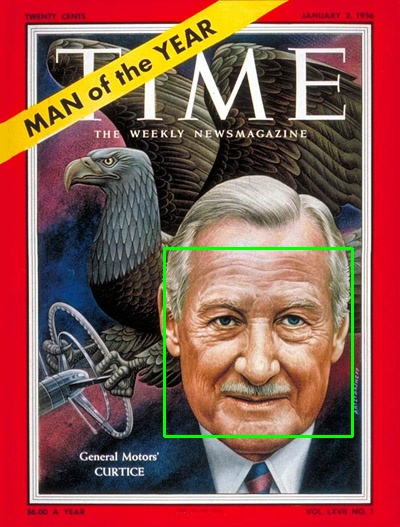 TWENTY CENTS
JANUARY 2, 1956
MAN of the YEAR
TIME
THE WEEKLY NEWSMAGAZINE
General Motors'
CURTICE
ARTZYBASHEFF
$6.00 A YEAR
VOL. LXVII NO. 1